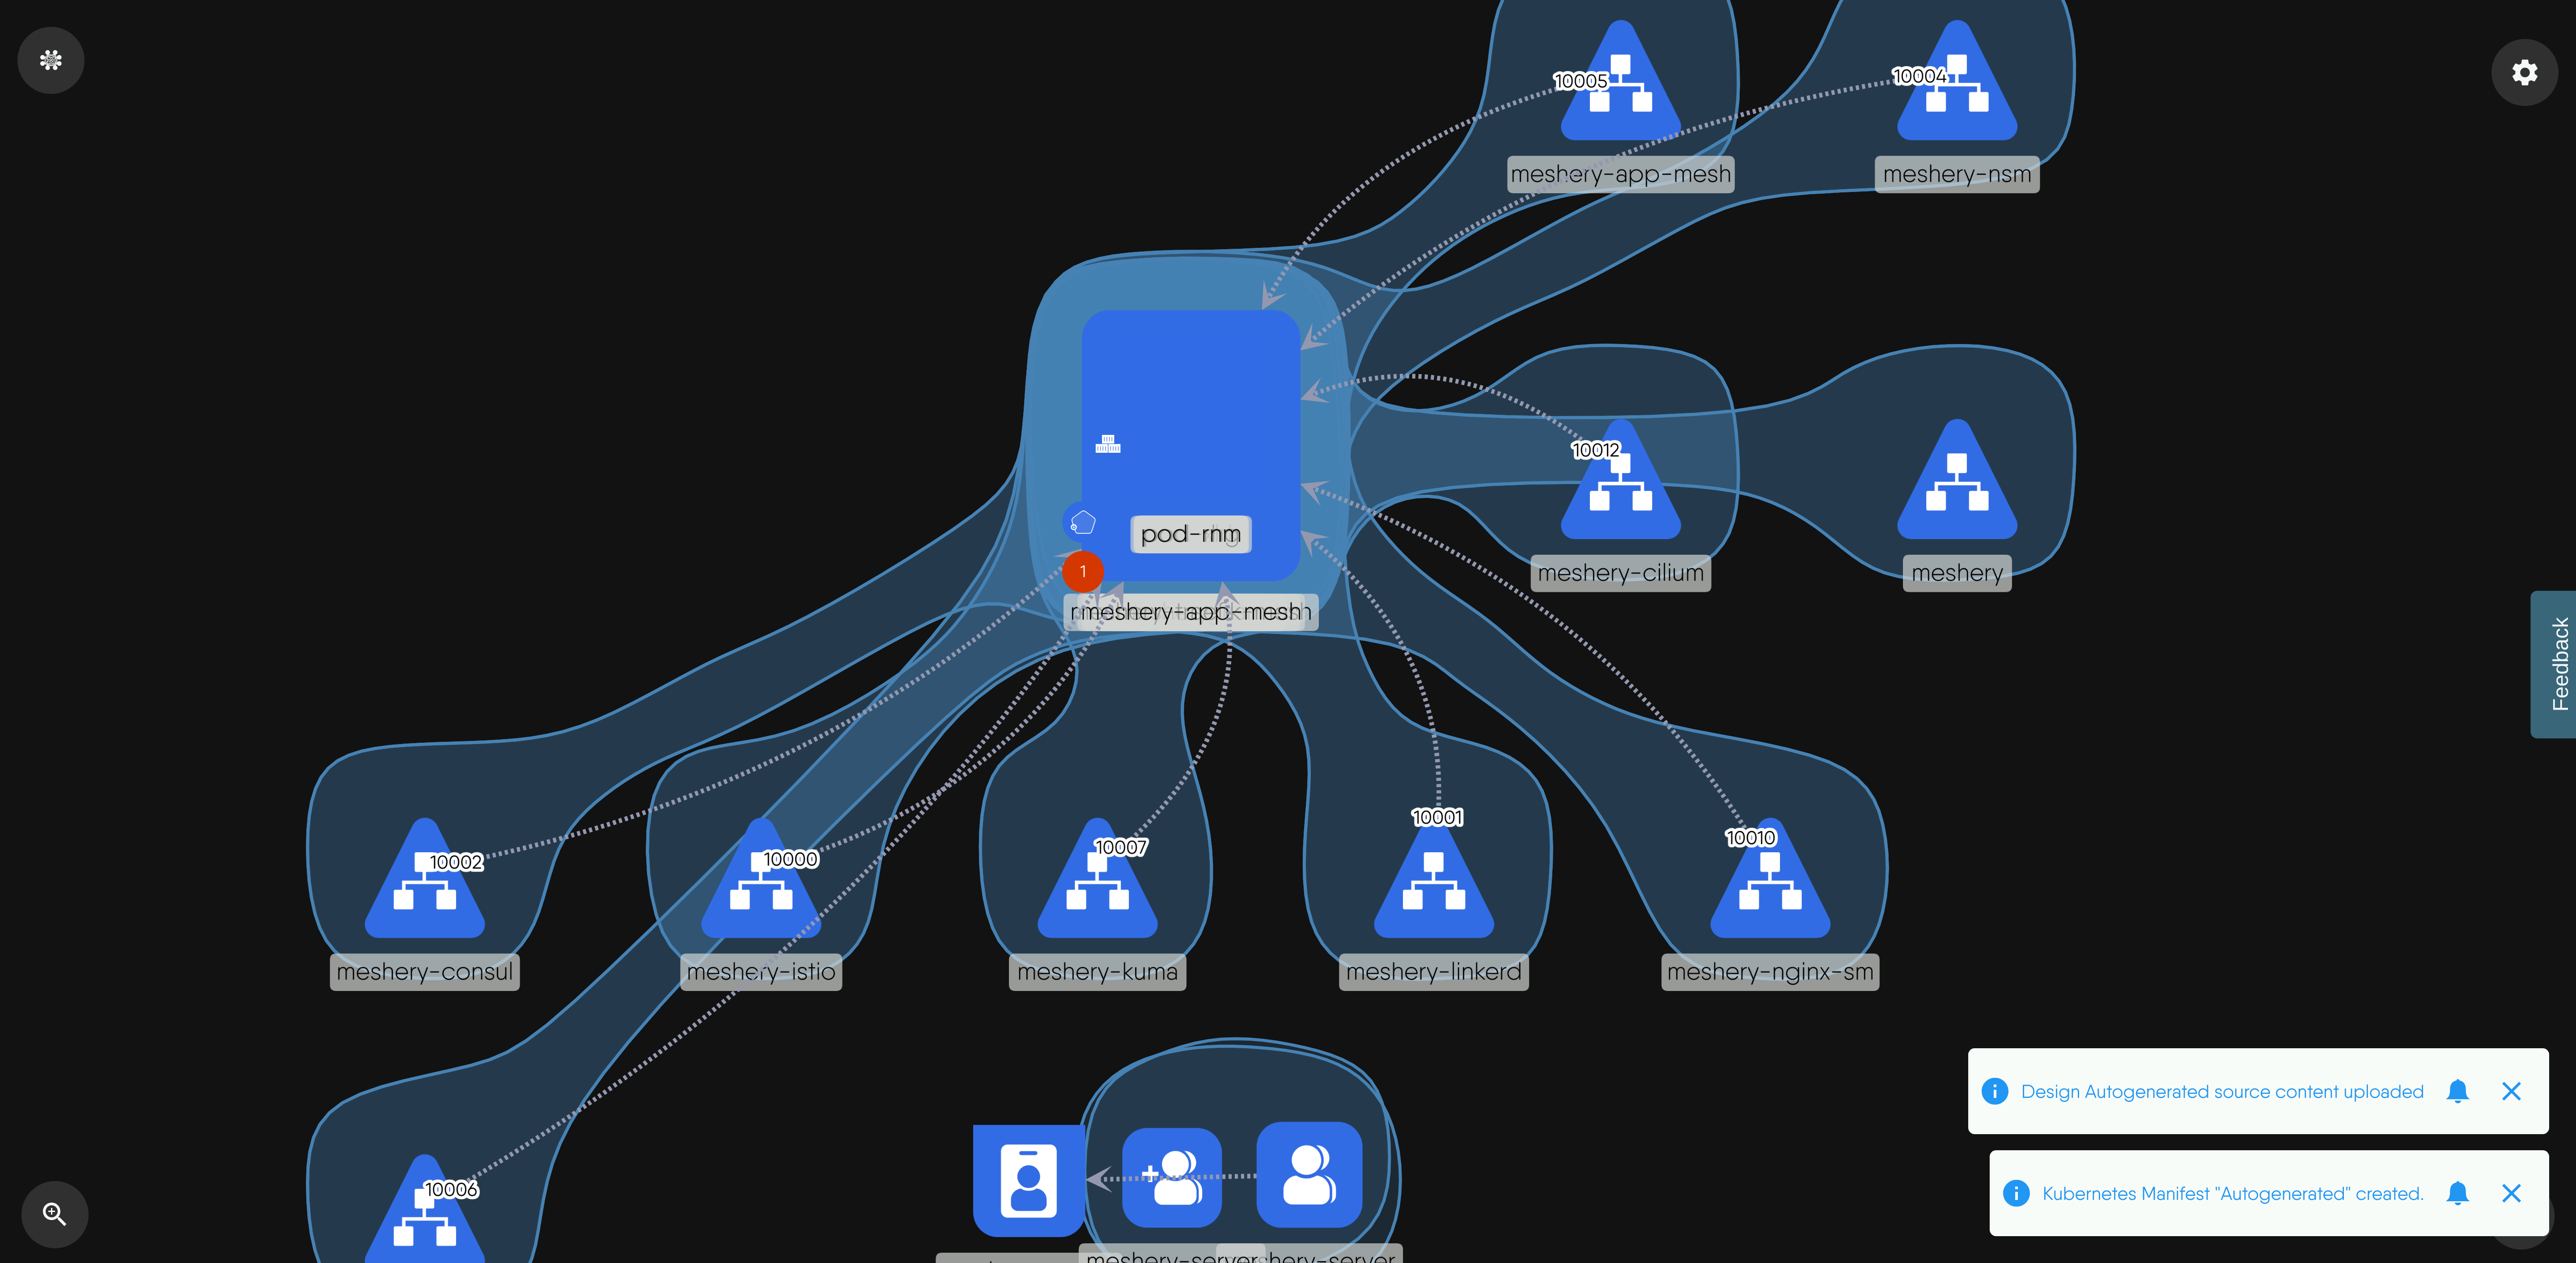 10005
10004
meshery-app-mesh
meshery-nsm
10012
pod-rhm
1
meshery-app-mesh
meshery-cilium
meshery
Feedback
10002
10000
10007
10001
10010
meshery-consul
meshery-istio
meshery-kuma
meshery-linkerd
meshery-nginx-sm
Design Autogenerated source content uploaded
10006
Kubernetes Manifest "Autogenerated" created.
meshery-server